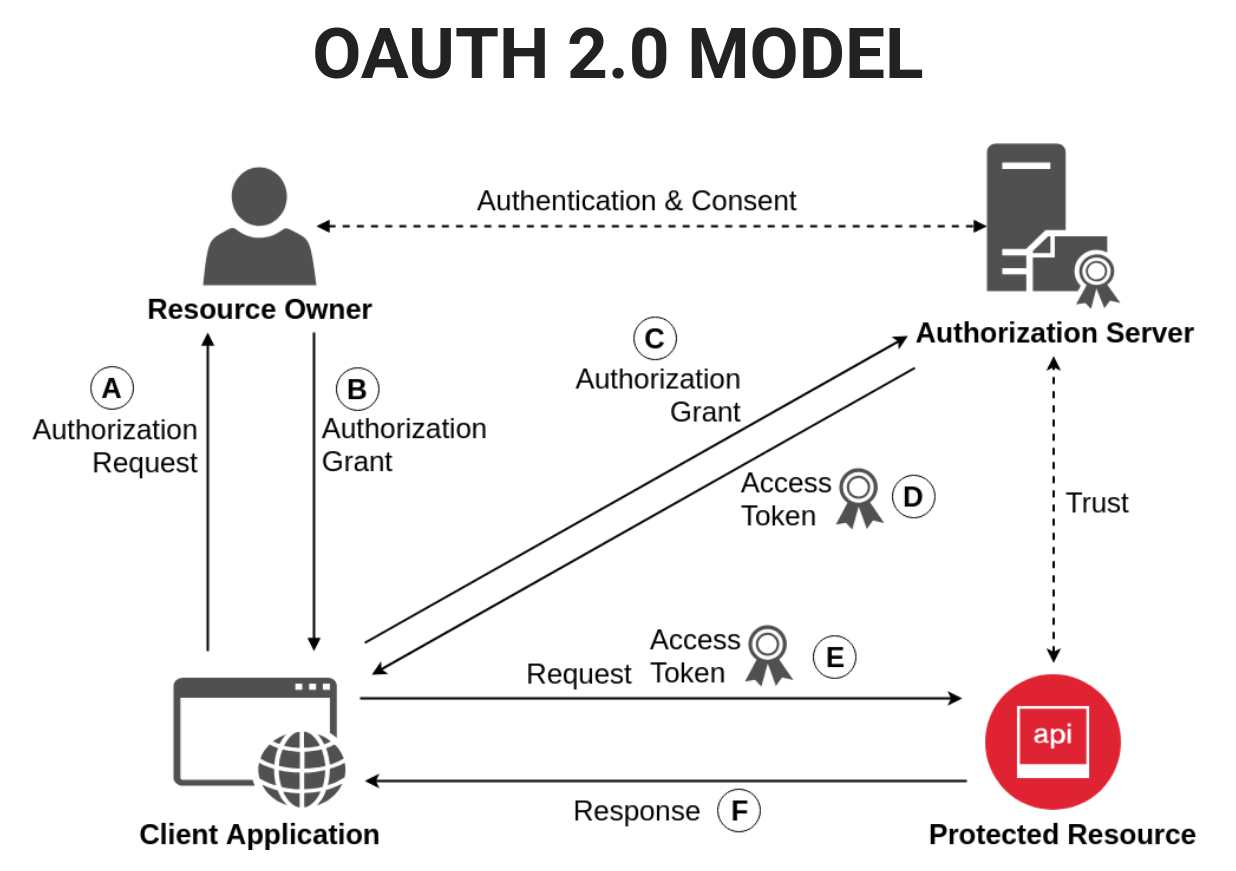 OAUTH 2.0 MODEL
Authentication & Consent
Resource Owner
Authorization Server
A
Authorization
Request
B
Authorization
Grant
C
Authorization
Grant
Access
Token
D
Trust
Request
Access
Token
E
api
Response
F
Client Application
Protected Resource